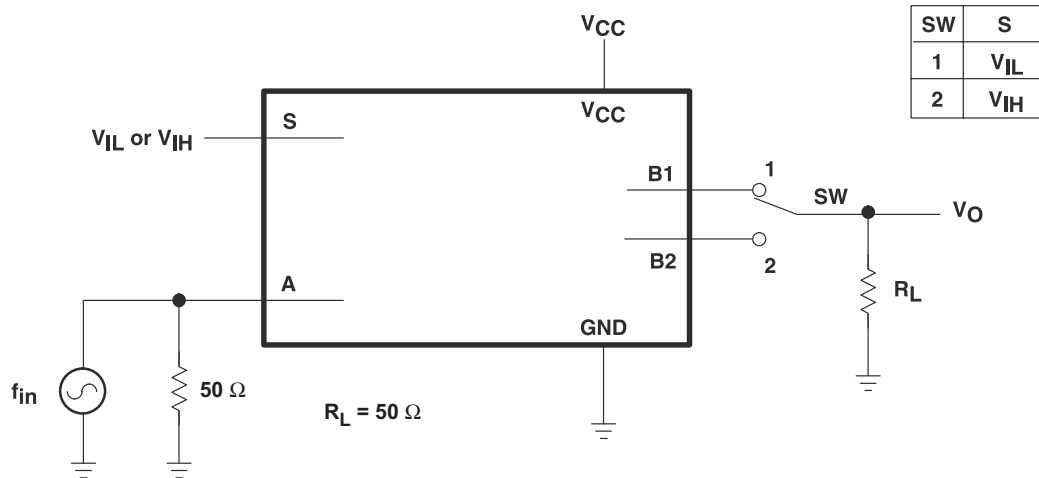 VCC
SW S
1 VIL
2 VIH
VCC
S
VIL or VIH
B1
1
SW
VO
B2
2
RL
A
GND
fin
50 Ω
RL = 50 Ω